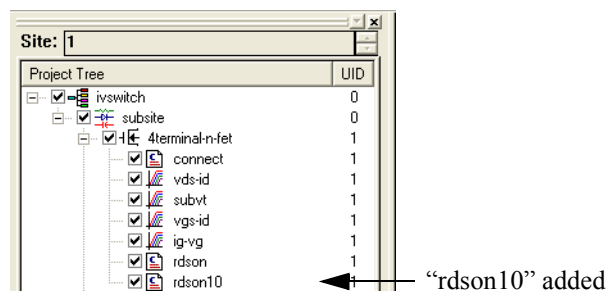 Site: 1
Project Tree UID
ivswitch 0
subsite 0
4terminal-n-fet 1
connect 1
vds-id 1
subvt 1
vgs-id 1
ig-vg 1
rdson 1
rdson10 1
“rdson10” added